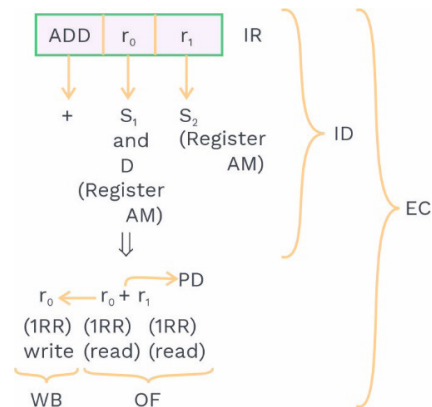 ADD r₀ r₁ IR
+ S₁ S₂
and (Register
D AM) ID
(Register
AM) EC
⇓
PD
r₀ ← r₀ + r₁
(1RR) (1RR) (1RR)
write (read) (read)
WB OF